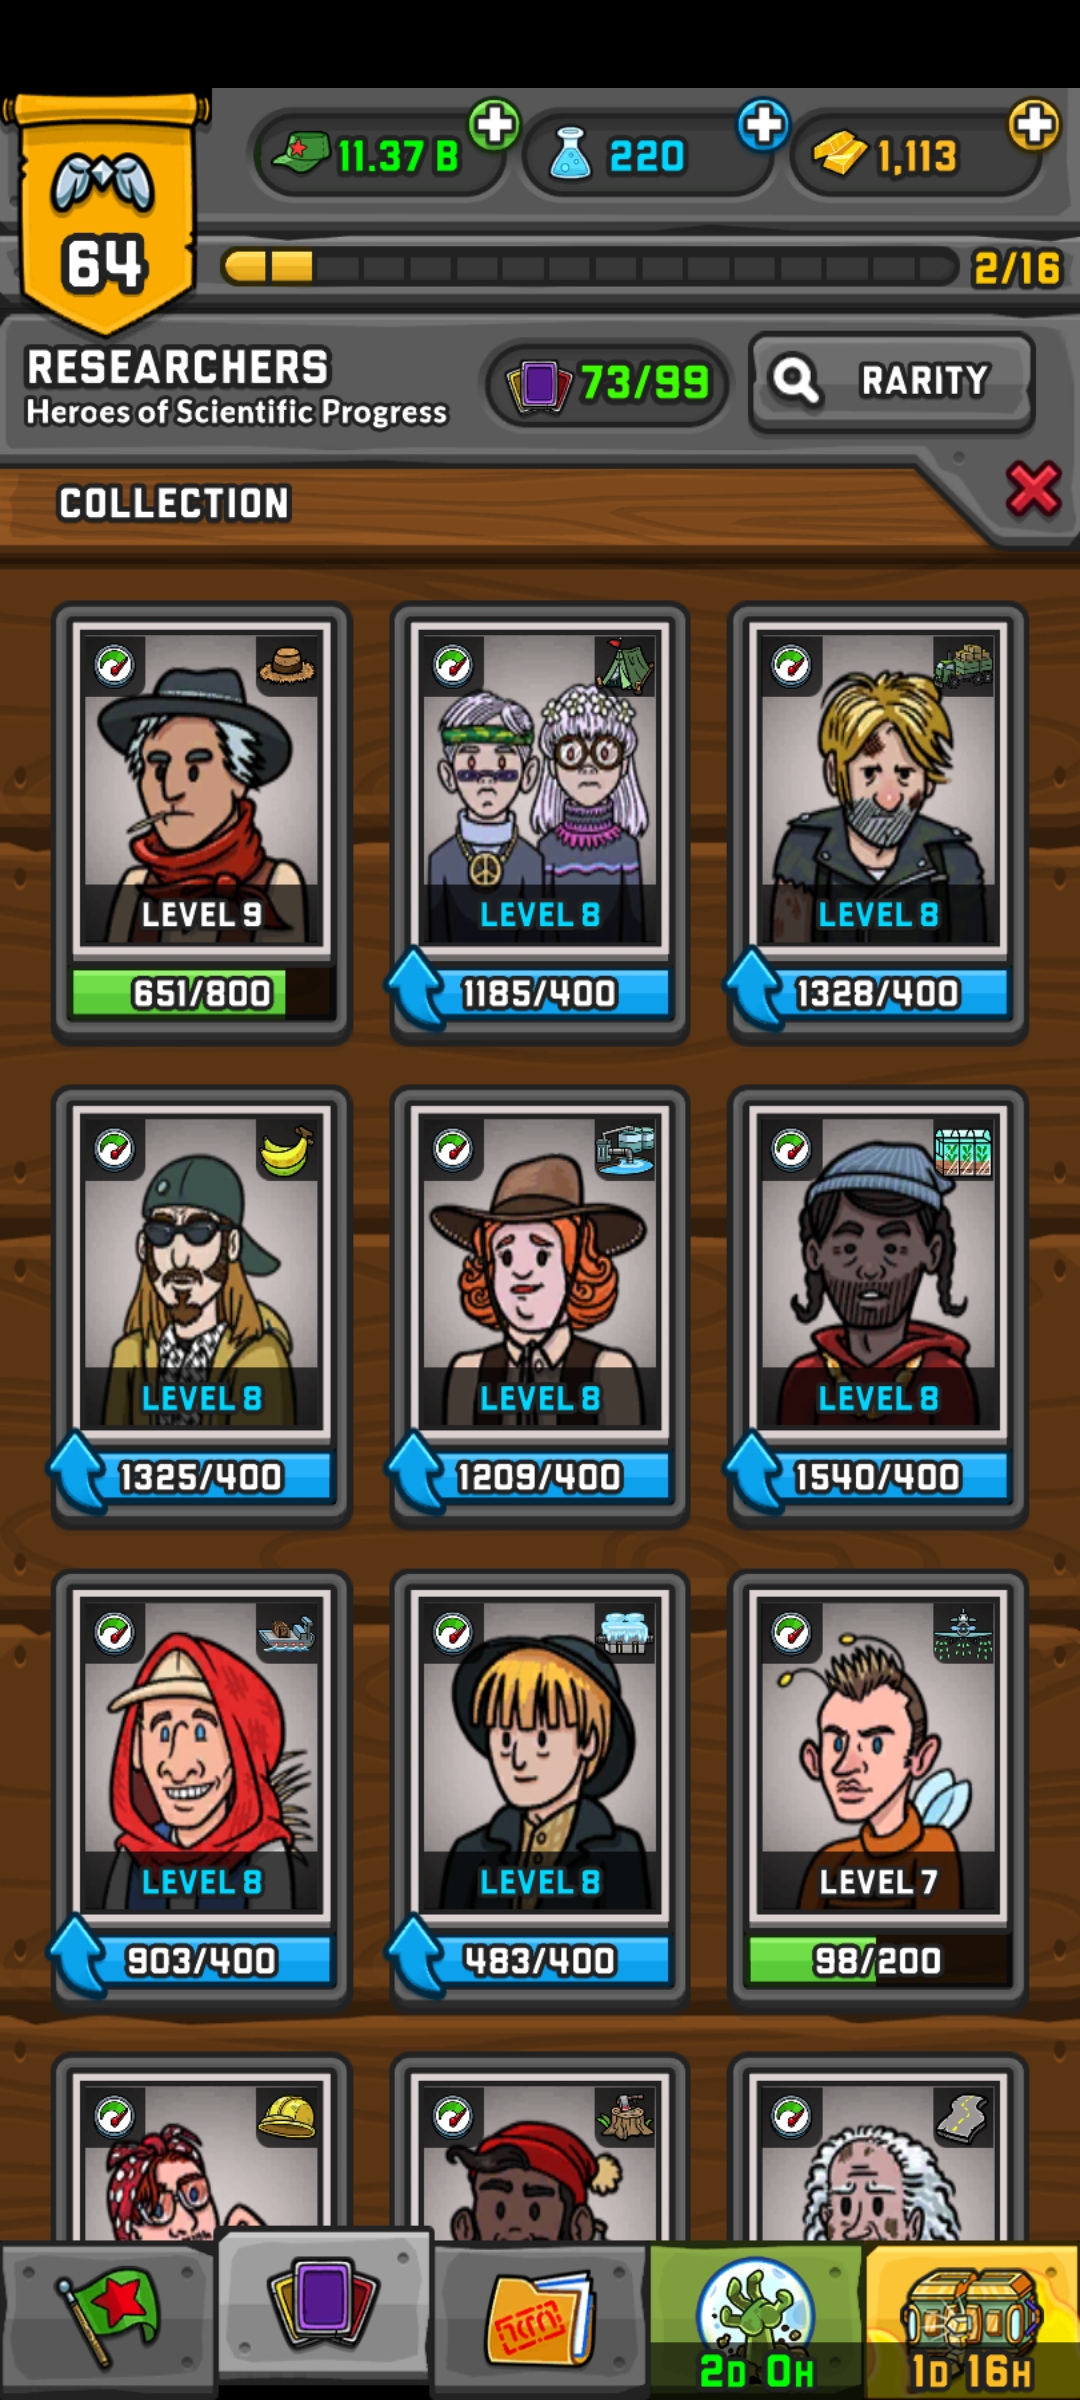 11.37 B
220
1,113
64
2/16
RESEARCHERS
Heroes of Scientific Progress
73/99
RARITY
COLLECTION
LEVEL 9
LEVEL 8
LEVEL 8
651/800
1185/400
1328/400
LEVEL 8
LEVEL 8
LEVEL 8
1325/400
1209/400
1540/400
LEVEL 8
LEVEL 8
LEVEL 7
903/400
483/400
98/200
2D 0H
1D 16H